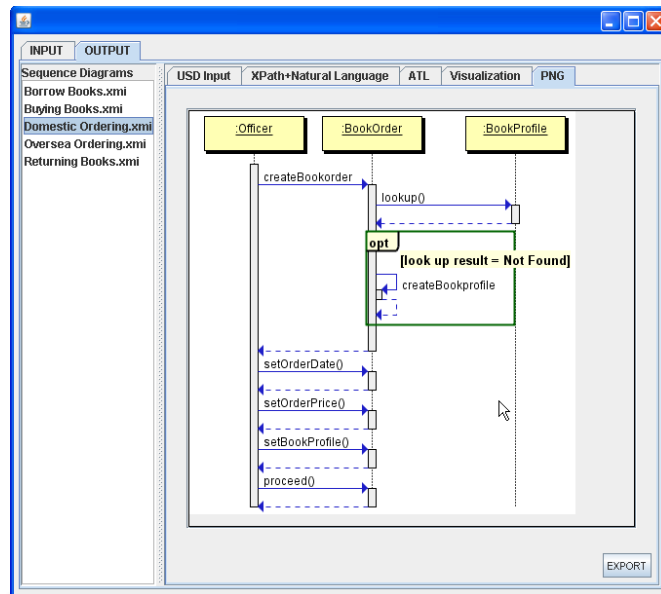 INPUT OUTPUT
Sequence Diagrams
Borrow Books.xmi
Buying Books.xmi
Domestic Ordering.xmi
Oversea Ordering.xmi
Returning Books.xmi
USD Input XPath+Natural Language ATL Visualization PNG
:Officer :BookOrder :BookProfile
createBookorder
lookup()
opt
[look up result = Not Found]
createBookprofile
setOrderDate()
setOrderPrice()
setBookProfile()
proceed()
EXPORT